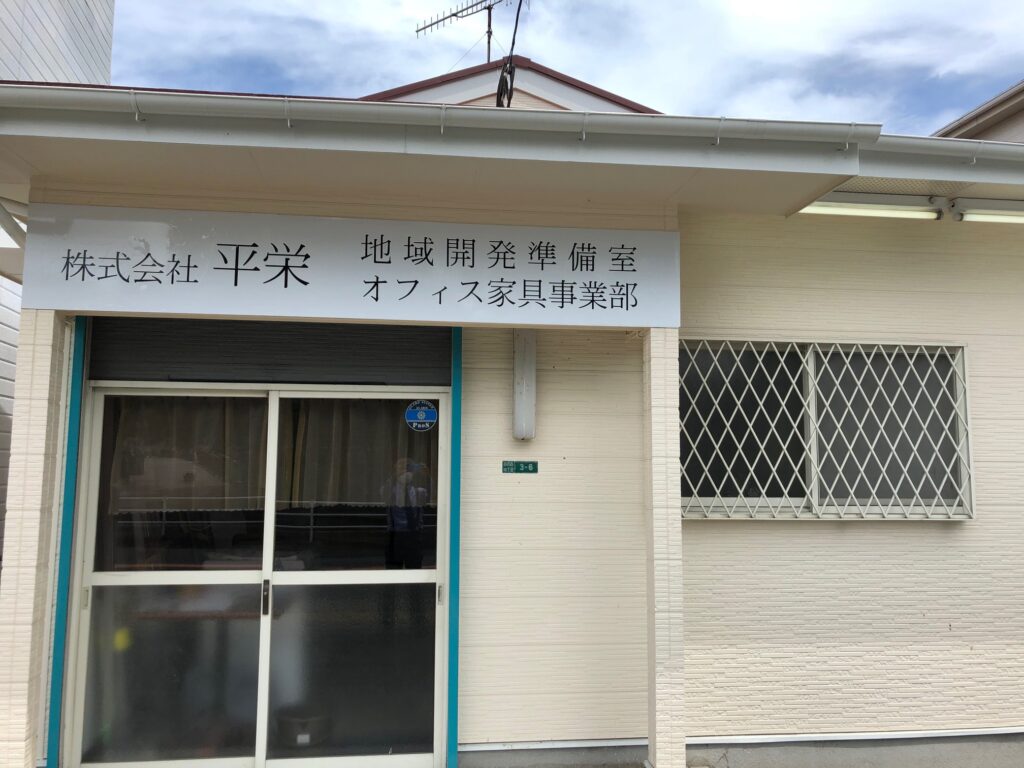 株式会社 平栄
地域開発準備室
オフィス家具事業部
3-6